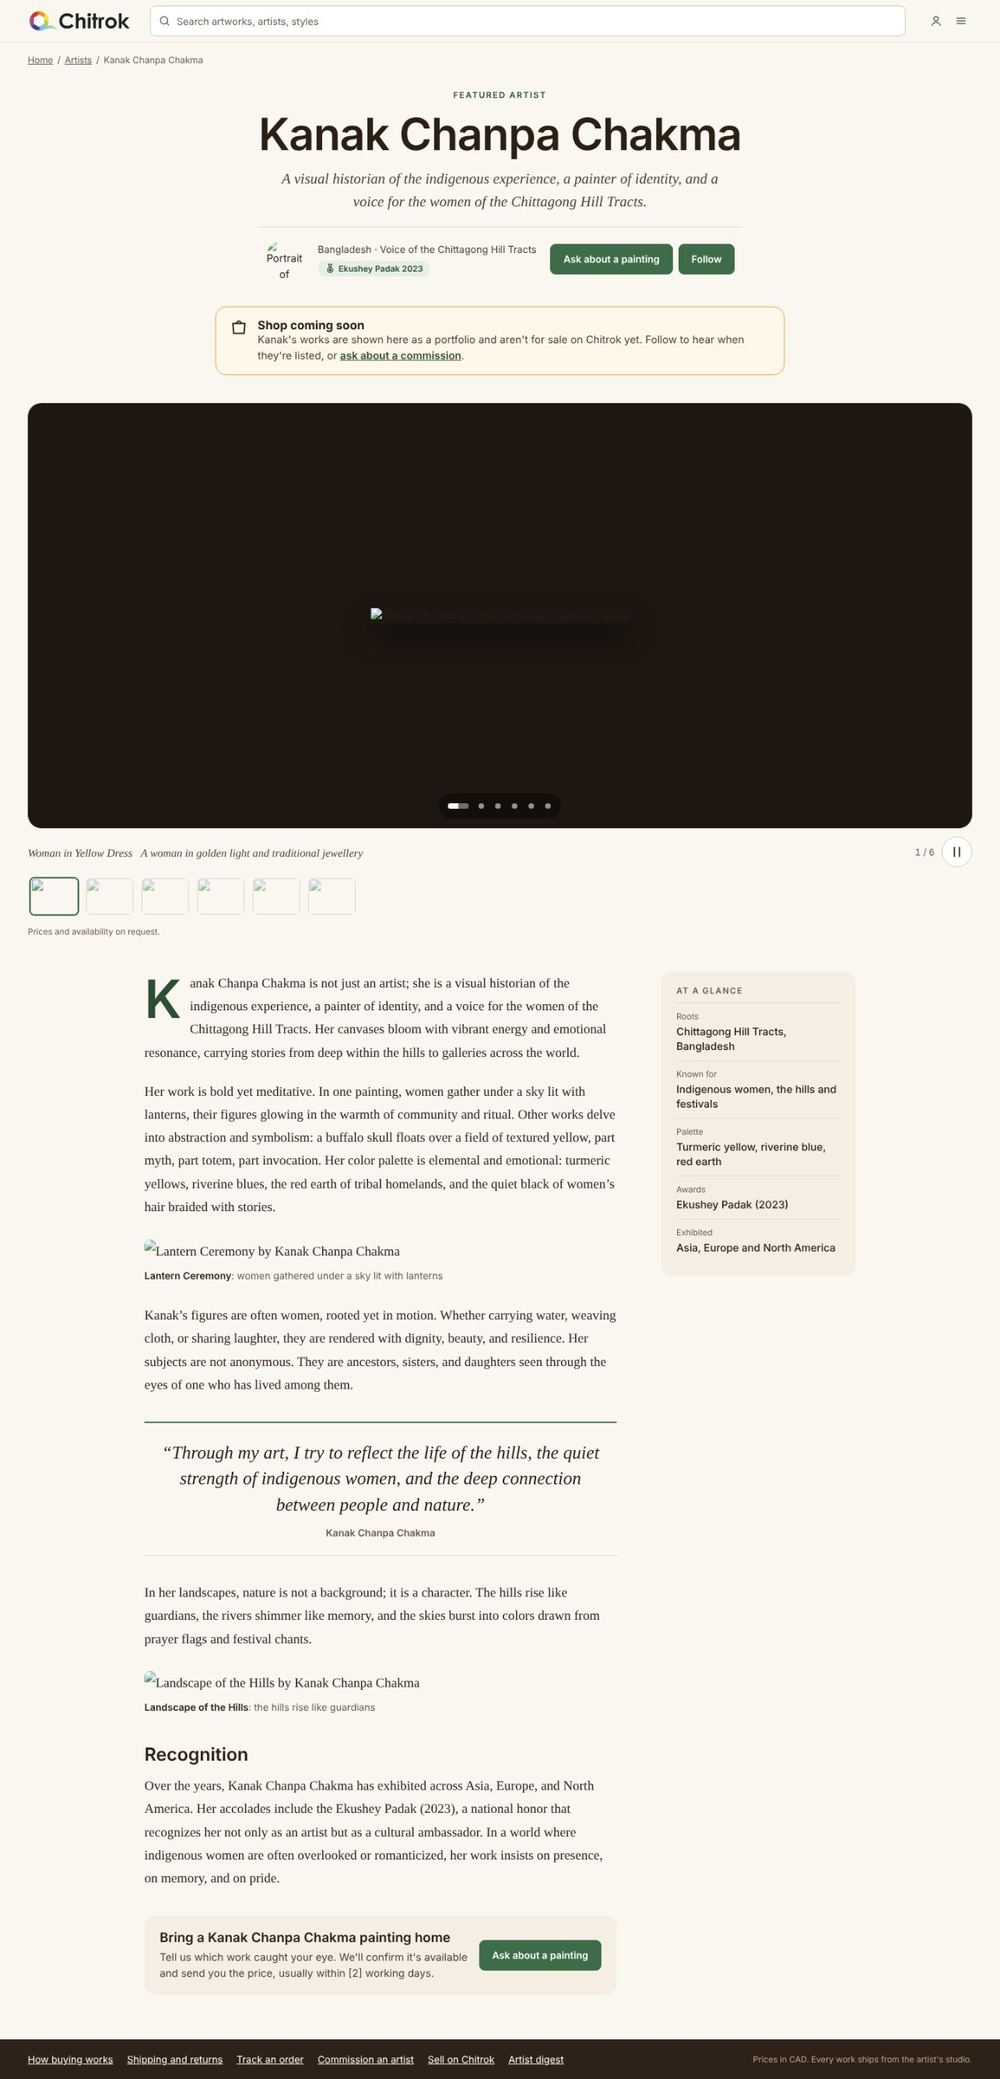 Chitrok
Search artworks, artists, styles
Home / Artists / Kanak Chanpa Chakma
FEATURED ARTIST
Kanak Chanpa Chakma
A visual historian of the indigenous experience, a painter of identity, and a
voice for the women of the Chittagong Hill Tracts.
Portrait
of
Bangladesh · Voice of the Chittagong Hill Tracts
Ekushey Padak 2023
Ask about a painting
Follow
Shop coming soon
Kanak's works are shown here as a portfolio and aren't for sale on Chitrok yet. Follow to hear when
they're listed, or ask about a commission.
Woman in Yellow Dress by Kanak Chanpa Chakma
Woman in Yellow Dress A woman in golden light and traditional jewellery
1 / 6
Prices and availability on request.
Kanak Chanpa Chakma is not just an artist; she is a visual historian of the
indigenous experience, a painter of identity, and a voice for the women of the
Chittagong Hill Tracts. Her canvases bloom with vibrant energy and emotional
resonance, carrying stories from deep within the hills to galleries across the world.
Her work is bold yet meditative. In one painting, women gather under a sky lit with
lanterns, their figures glowing in the warmth of community and ritual. Other works delve
into abstraction and symbolism: a buffalo skull floats over a field of textured yellow, part
myth, part totem, part invocation. Her color palette is elemental and emotional: turmeric
yellows, riverine blues, the red earth of tribal homelands, and the quiet black of women’s
hair braided with stories.
Lantern Ceremony by Kanak Chanpa Chakma
Lantern Ceremony: women gathered under a sky lit with lanterns
Kanak’s figures are often women, rooted yet in motion. Whether carrying water, weaving
cloth, or sharing laughter, they are rendered with dignity, beauty, and resilience. Her
subjects are not anonymous. They are ancestors, sisters, and daughters seen through the
eyes of one who has lived among them.
“Through my art, I try to reflect the life of the hills, the quiet
strength of indigenous women, and the deep connection
between people and nature.”
Kanak Chanpa Chakma
In her landscapes, nature is not a background; it is a character. The hills rise like
guardians, the rivers shimmer like memory, and the skies burst into colors drawn from
prayer flags and festival chants.
Landscape of the Hills by Kanak Chanpa Chakma
Landscape of the Hills: the hills rise like guardians
Recognition
Over the years, Kanak Chanpa Chakma has exhibited across Asia, Europe, and North
America. Her accolades include the Ekushey Padak (2023), a national honor that
recognizes her not only as an artist but as a cultural ambassador. In a world where
indigenous women are often overlooked or romanticized, her work insists on presence,
on memory, and on pride.
Bring a Kanak Chanpa Chakma painting home
Tell us which work caught your eye. We'll confirm it's available
and send you the price, usually within [2] working days.
Ask about a painting
AT A GLANCE
Roots
Chittagong Hill Tracts,
Bangladesh
Known for
Indigenous women, the hills and
festivals
Palette
Turmeric yellow, riverine blue,
red earth
Awards
Ekushey Padak (2023)
Exhibited
Asia, Europe and North America
How buying works Shipping and returns Track an order Commission an artist Sell on Chitrok Artist digest
Prices in CAD. Every work ships from the artist's studio.